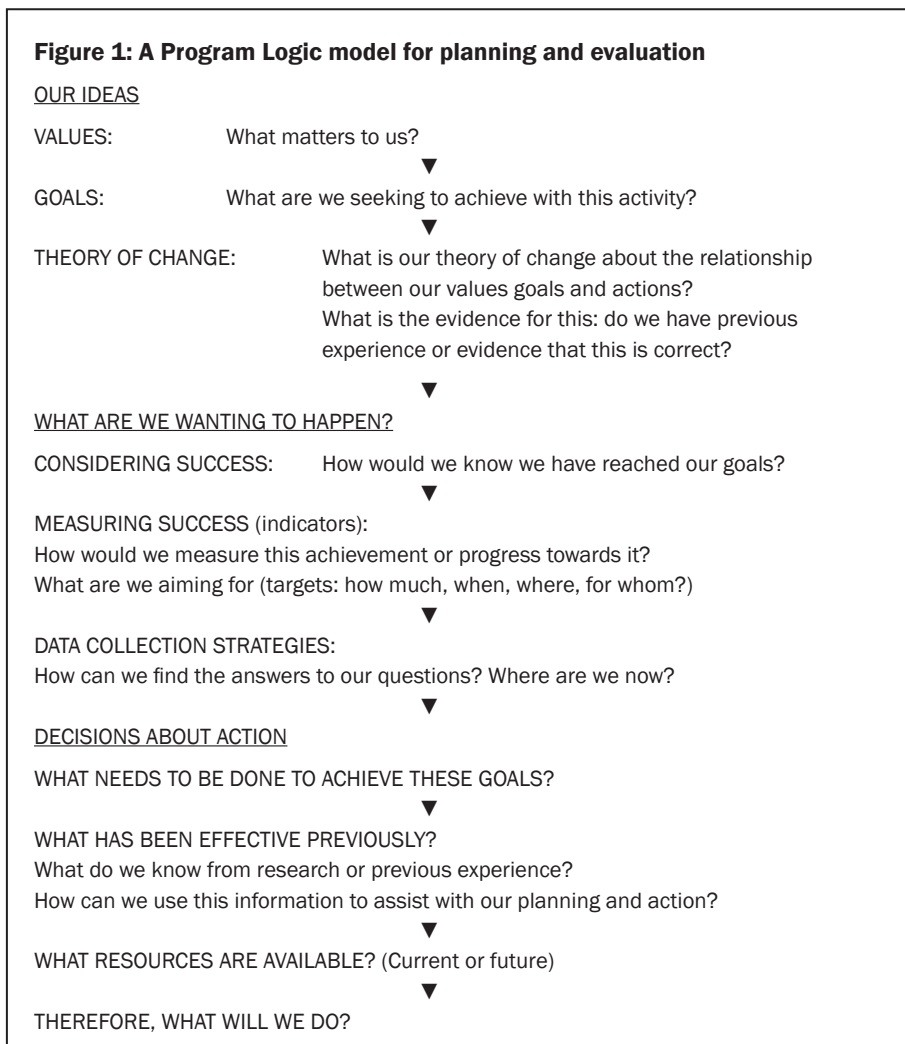 Figure 1: A Program Logic model for planning and evaluation
OUR IDEAS
VALUES: What matters to us?
▼
GOALS: What are we seeking to achieve with this activity?
▼
THEORY OF CHANGE: What is our theory of change about the relationship
between our values goals and actions?
What is the evidence for this: do we have previous
experience or evidence that this is correct?
▼
WHAT ARE WE WANTING TO HAPPEN?
CONSIDERING SUCCESS: How would we know we have reached our goals?
▼
MEASURING SUCCESS (indicators):
How would we measure this achievement or progress towards it?
What are we aiming for (targets: how much, when, where, for whom?)
▼
DATA COLLECTION STRATEGIES:
How can we find the answers to our questions? Where are we now?
▼
DECISIONS ABOUT ACTION
WHAT NEEDS TO BE DONE TO ACHIEVE THESE GOALS?
▼
WHAT HAS BEEN EFFECTIVE PREVIOUSLY?
What do we know from research or previous experience?
How can we use this information to assist with our planning and action?
▼
WHAT RESOURCES ARE AVAILABLE? (Current or future)
▼
THEREFORE, WHAT WILL WE DO?